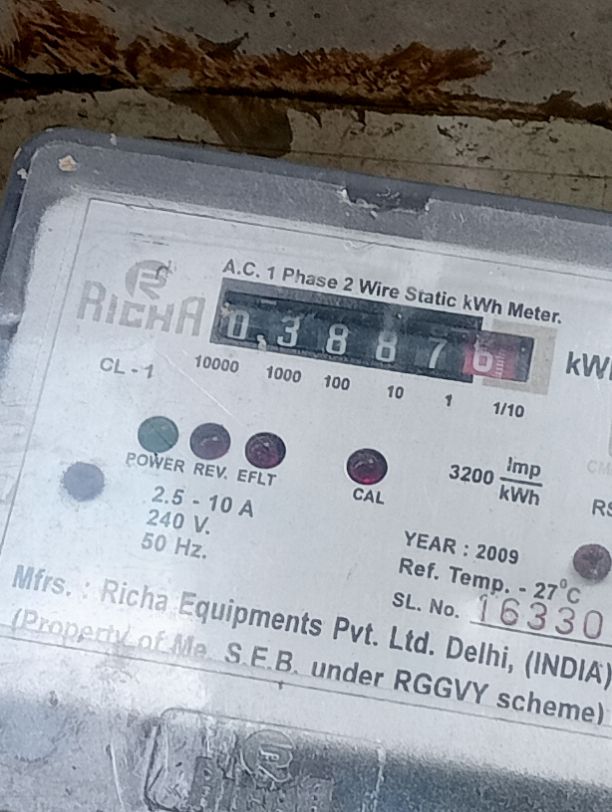 A.C. 1 Phase 2 Wire Static kWh Meter.
RICHA
0 3 8 8 7 6
CL - 1
10000 1000 100 10 1 1/10
POWER REV. EFLT
CAL
3200 Imp/kWh
2.5 - 10 A
240 V.
50 Hz.
YEAR : 2009
Ref. Temp. - 27°C
SL. No. 16330
Mfrs. : Richa Equipments Pvt. Ltd. Delhi, (INDIA)
(Property of Me. S.E.B. under RGGVY scheme)